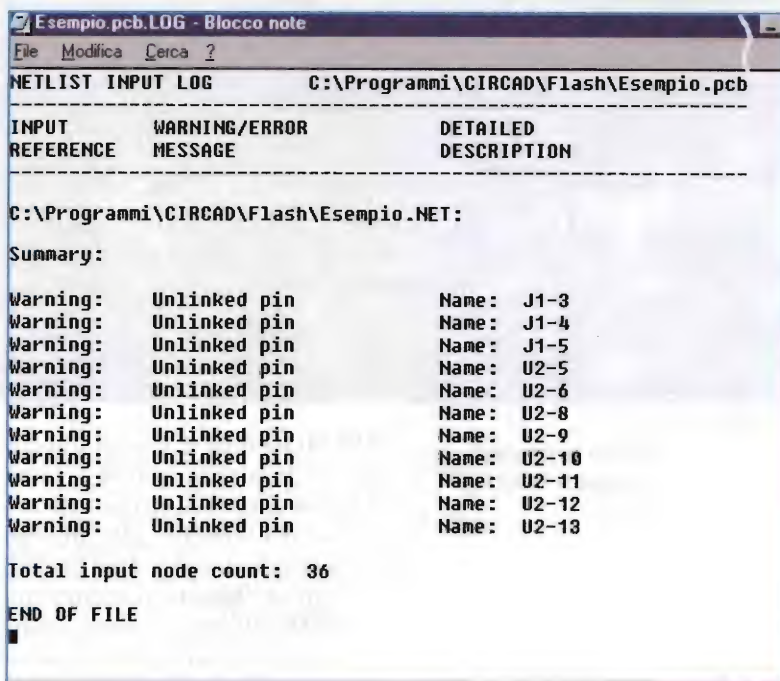 Esempio.pcb.LOG - Blocco note
File Modifica Cerca ?
NETLIST INPUT LOG C:\Programmi\CIRCAD\Flash\Esempio.pcb
INPUT WARNING/ERROR DETAILED
REFERENCE MESSAGE DESCRIPTION
C:\Programmi\CIRCAD\Flash\Esempio.NET:
Summary:
Warning: Unlinked pin Name: J1-3
Warning: Unlinked pin Name: J1-4
Warning: Unlinked pin Name: J1-5
Warning: Unlinked pin Name: U2-5
Warning: Unlinked pin Name: U2-6
Warning: Unlinked pin Name: U2-8
Warning: Unlinked pin Name: U2-9
Warning: Unlinked pin Name: U2-10
Warning: Unlinked pin Name: U2-11
Warning: Unlinked pin Name: U2-12
Warning: Unlinked pin Name: U2-13
Total input node count: 36
END OF FILE